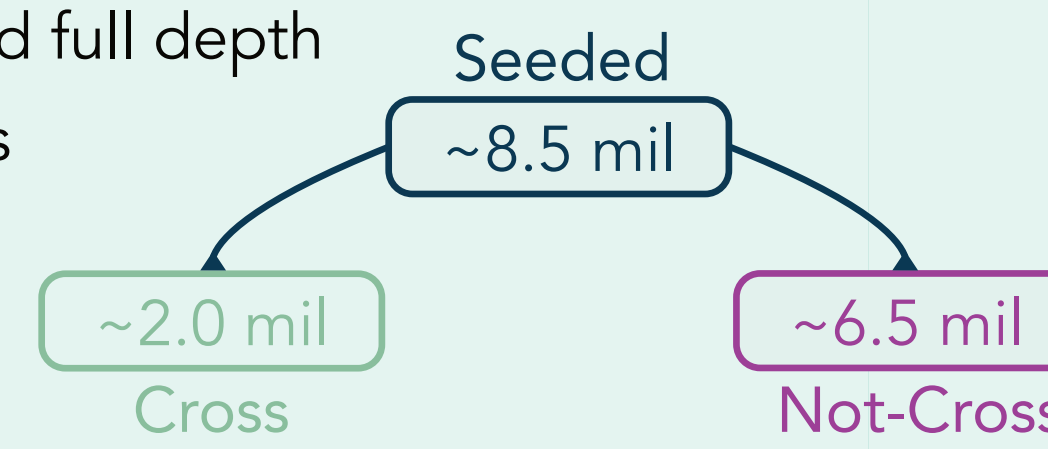 d full depth
s
Seeded
~8.5 mil
~2.0 mil
Cross
~6.5 mil
Not-Cross